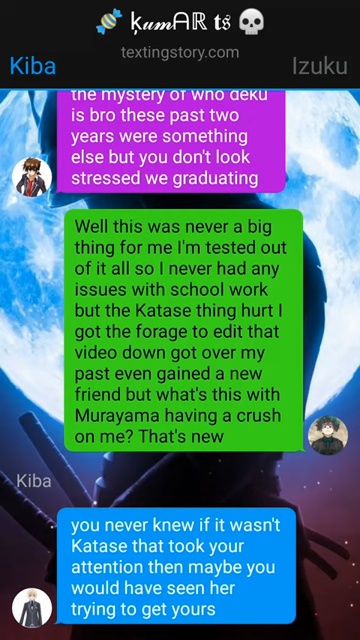 🍬 ķ𝓾𝓶ᗩℝ 𝖙𝖘̊ 💀
textingstory.com
Kiba Izuku
the mystery of who deku
is bro these past two
years were something
else but you don't look
stressed we graduating
Well this was never a big
thing for me I'm tested out
of it all so I never had any
issues with school work
but the Katase thing hurt I
got the forage to edit that
video down got over my
past even gained a new
friend but what's this with
Murayama having a crush
on me? That's new
Kiba
you never knew if it wasn't
Katase that took your
attention then maybe you
would have seen her
trying to get yours